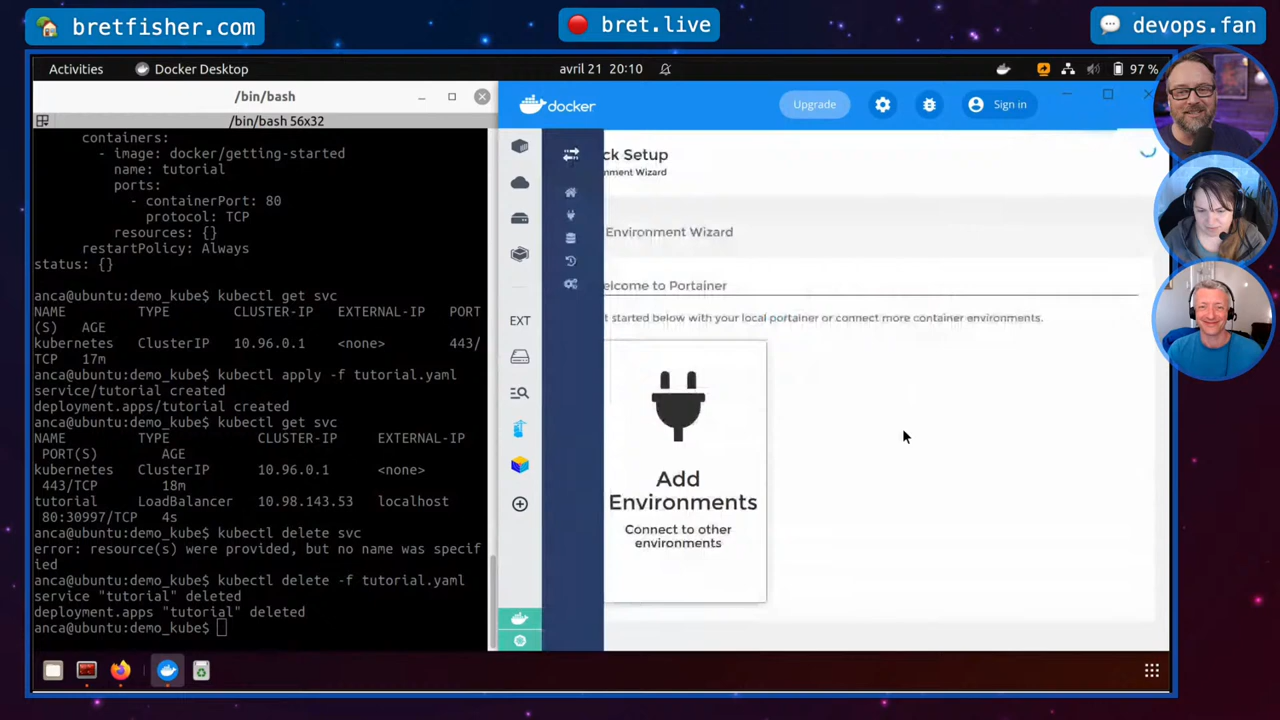 bretfisher.com
bret.live
devops.fan
Activities
Docker Desktop
avril 21 20:10
97 %
/bin/bash
/bin/bash 56x32
containers:
- image: docker/getting-started
name: tutorial
ports:
- containerPort: 80
protocol: TCP
resources: {}
restartPolicy: Always
status: {}
anca@ubuntu:demo_kube$ kubectl get svc
NAME TYPE CLUSTER-IP EXTERNAL-IP PORT
(S) AGE
kubernetes ClusterIP 10.96.0.1 <none> 443/
TCP 17m
anca@ubuntu:demo_kube$ kubectl apply -f tutorial.yaml
service/tutorial created
deployment.apps/tutorial created
anca@ubuntu:demo_kube$ kubectl get svc
NAME TYPE CLUSTER-IP EXTERNAL-IP
PORT(S) AGE
kubernetes ClusterIP 10.96.0.1 <none>
443/TCP 18m
tutorial LoadBalancer 10.98.143.53 localhost
80:30997/TCP 4s
anca@ubuntu:demo_kube$ kubectl delete svc
error: resource(s) were provided, but no name was specif
ied
anca@ubuntu:demo_kube$ kubectl delete -f tutorial.yaml
service "tutorial" deleted
deployment.apps "tutorial" deleted
anca@ubuntu:demo_kube$
docker
Upgrade
Sign in
EXT
ck Setup
nment Wizard
Environment Wizard
elcome to Portainer
t started below with your local portainer or connect more container environments.
Add
Environments
Connect to other
environments